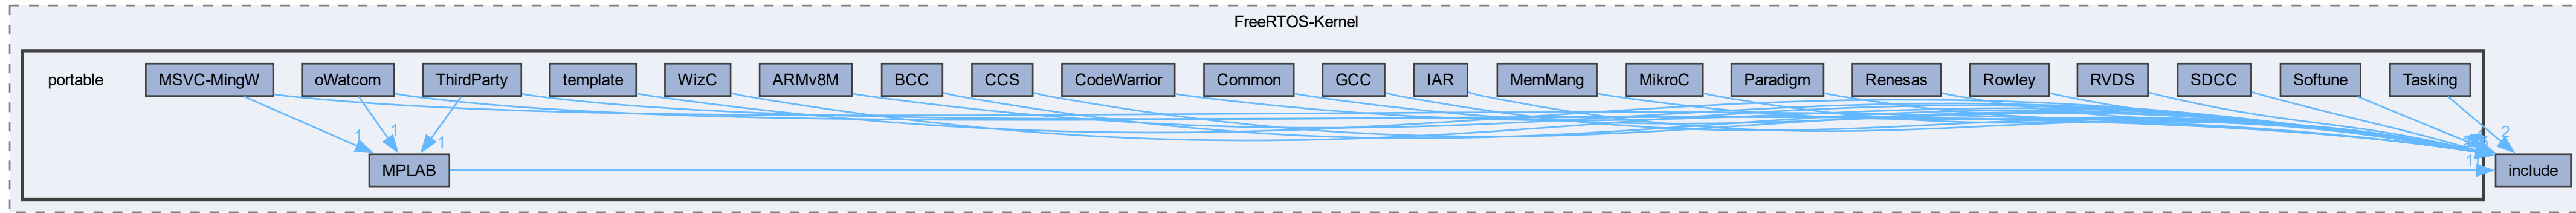 FreeRTOS-Kernel
portable
MSVC-MingW
oWatcom
ThirdParty
template
WizC
ARMv8M
BCC
CCS
CodeWarrior
Common
GCC
IAR
MemMang
MikroC
Paradigm
Renesas
Rowley
RVDS
SDCC
Softune
Tasking
1
1
1
2
MPLAB
include